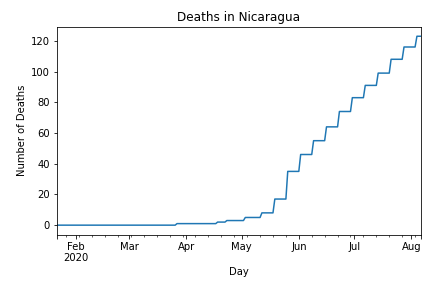 Deaths in Nicaragua
120
100
80
60
40
20
0
Number of Deaths
Feb
2020
Mar
Apr
May
Jun
Jul
Aug
Day